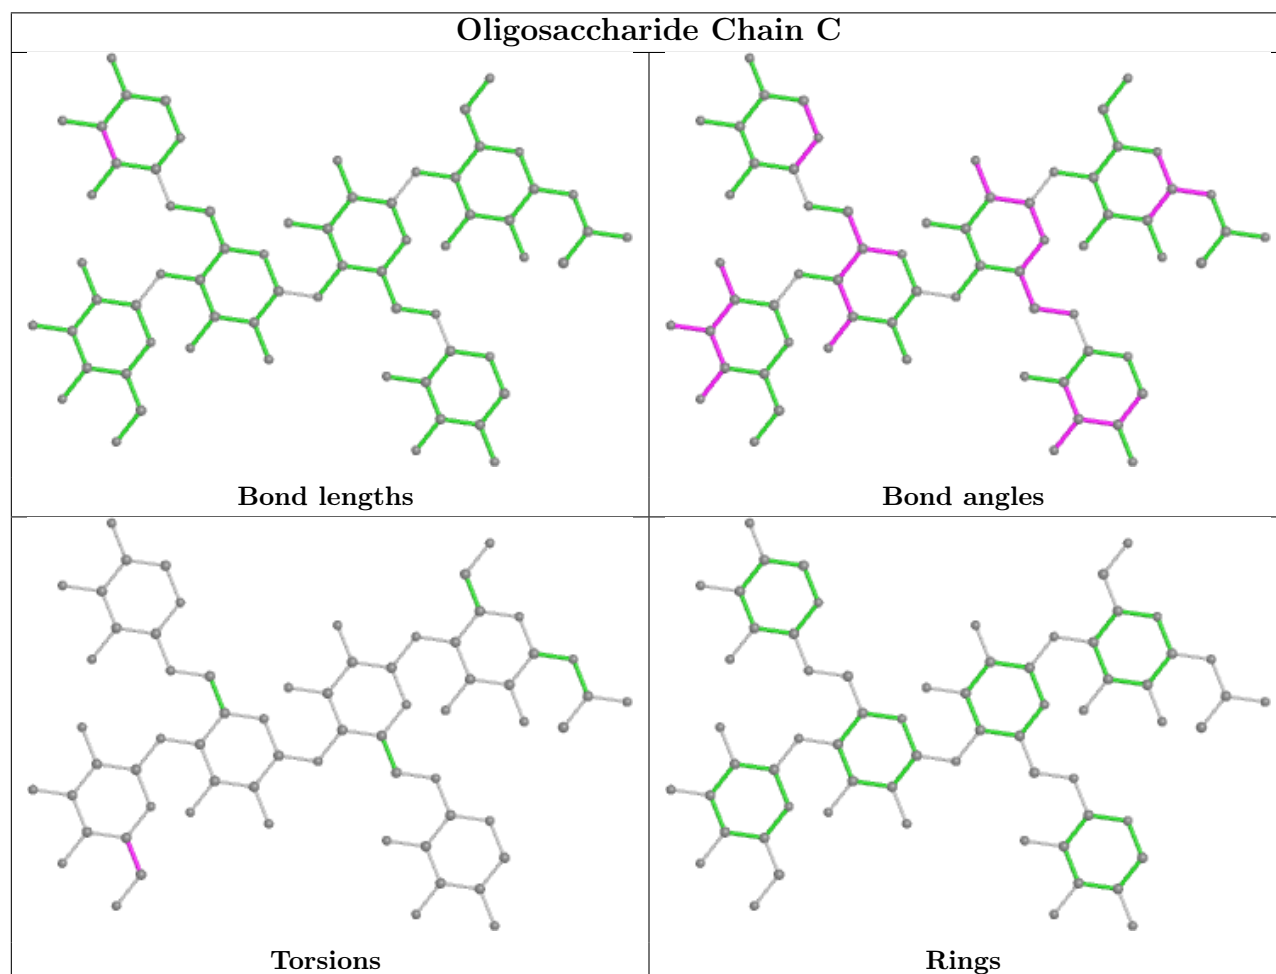 Oligosaccharide Chain C
Bond lengths
Bond angles
Torsions
Rings